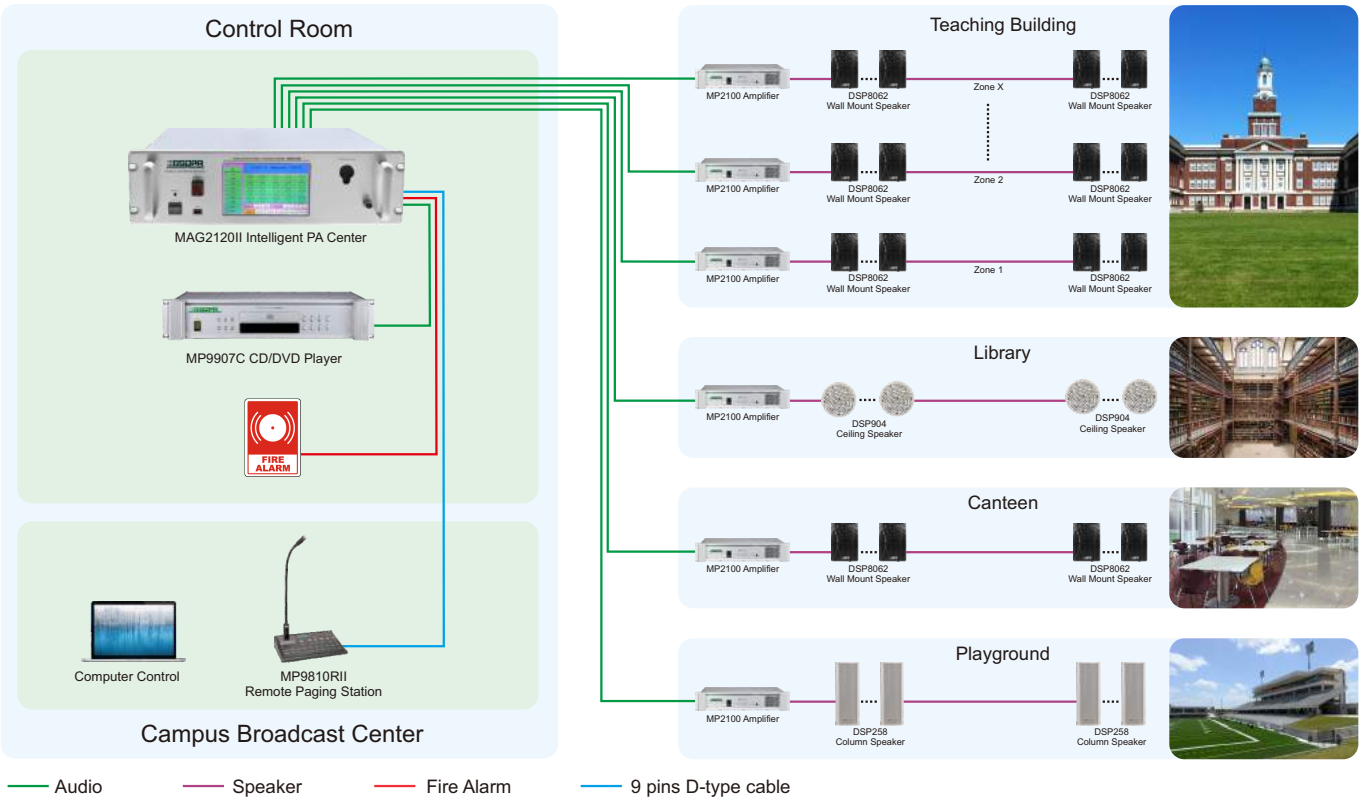 Control Room
DSPPA
MAG2120II Intelligent PA Center
MP9907C CD/DVD Player
FIRE
ALARM
Computer Control
MP9810RII
Remote Paging Station
Campus Broadcast Center
Teaching Building
MP2100 Amplifier
DSP8062
Wall Mount Speaker
Zone X
DSP8062
Wall Mount Speaker
MP2100 Amplifier
DSP8062
Wall Mount Speaker
Zone 2
DSP8062
Wall Mount Speaker
MP2100 Amplifier
DSP8062
Wall Mount Speaker
Zone 1
DSP8062
Wall Mount Speaker
Library
MP2100 Amplifier
DSP904
Ceiling Speaker
DSP904
Ceiling Speaker
Canteen
MP2100 Amplifier
DSP8062
Wall Mount Speaker
DSP8062
Wall Mount Speaker
Playground
MP2100 Amplifier
DSP258
Column Speaker
DSP258
Column Speaker
Audio
Speaker
Fire Alarm
9 pins D-type cable